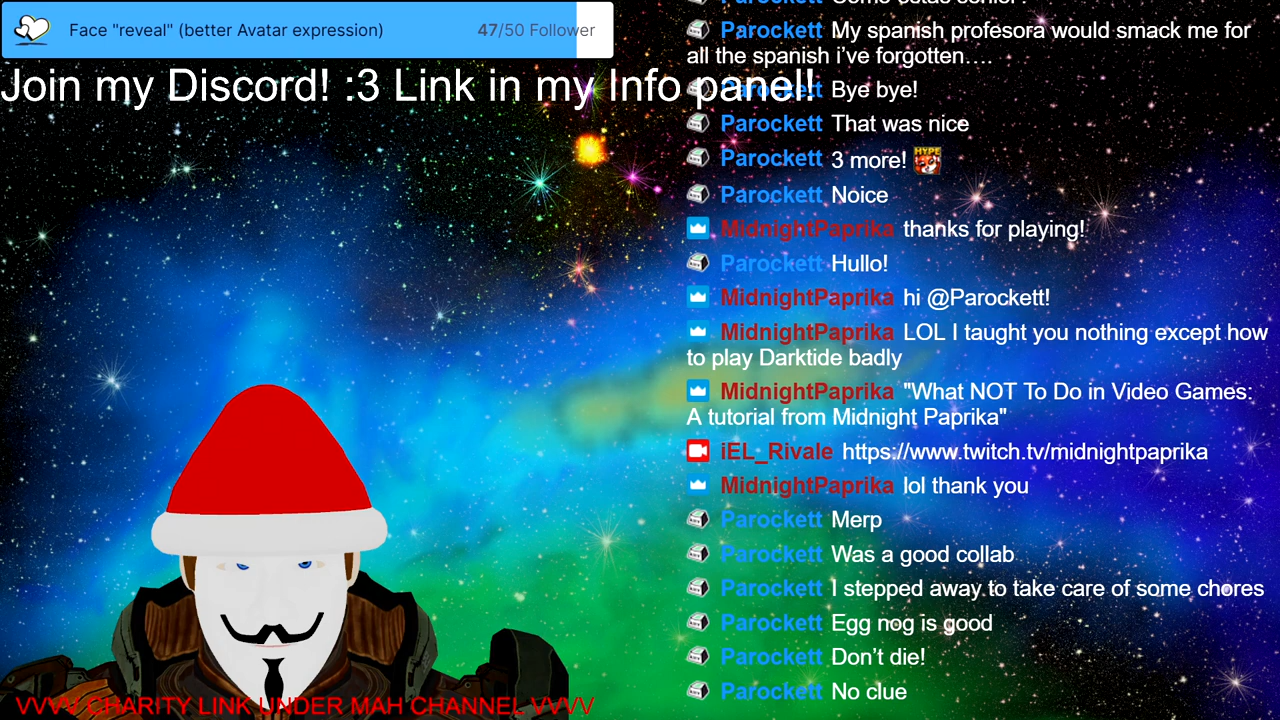 Face "reveal" (better Avatar expression) 47/50 Follower
Join my Discord! :3 Link in my Info panel!
Parockett My spanish profesora would smack me for
all the spanish i've forgotten….
Parockett Bye bye!
Parockett That was nice
Parockett 3 more! HYPE
Parockett Noice
MidnightPaprika thanks for playing!
Parockett Hullo!
MidnightPaprika hi @Parockett!
MidnightPaprika LOL I taught you nothing except how
to play Darktide badly
MidnightPaprika "What NOT To Do in Video Games:
A tutorial from Midnight Paprika"
iEL_Rivale https://www.twitch.tv/midnightpaprika
MidnightPaprika lol thank you
Parockett Merp
Parockett Was a good collab
Parockett I stepped away to take care of some chores
Parockett Egg nog is good
Parockett Don’t die!
Parockett No clue
VVVV CHARITY LINK UNDER MAH CHANNEL VVVV